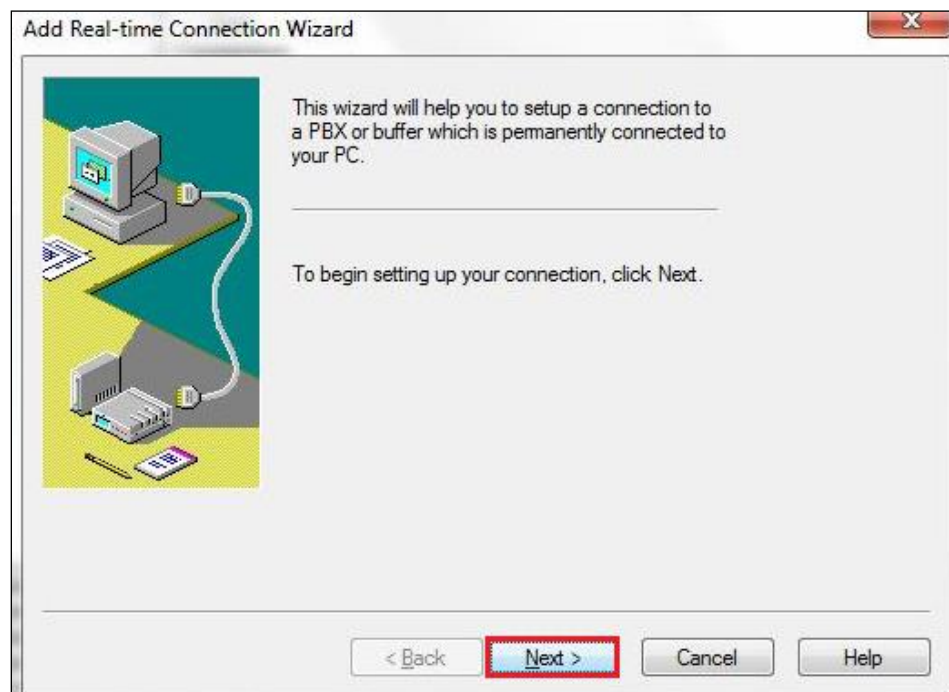 Add Real-time Connection Wizard
This wizard will help you to setup a connection to
a PBX or buffer which is permanently connected to
your PC.
To begin setting up your connection, click Next.
< Back Next > Cancel Help